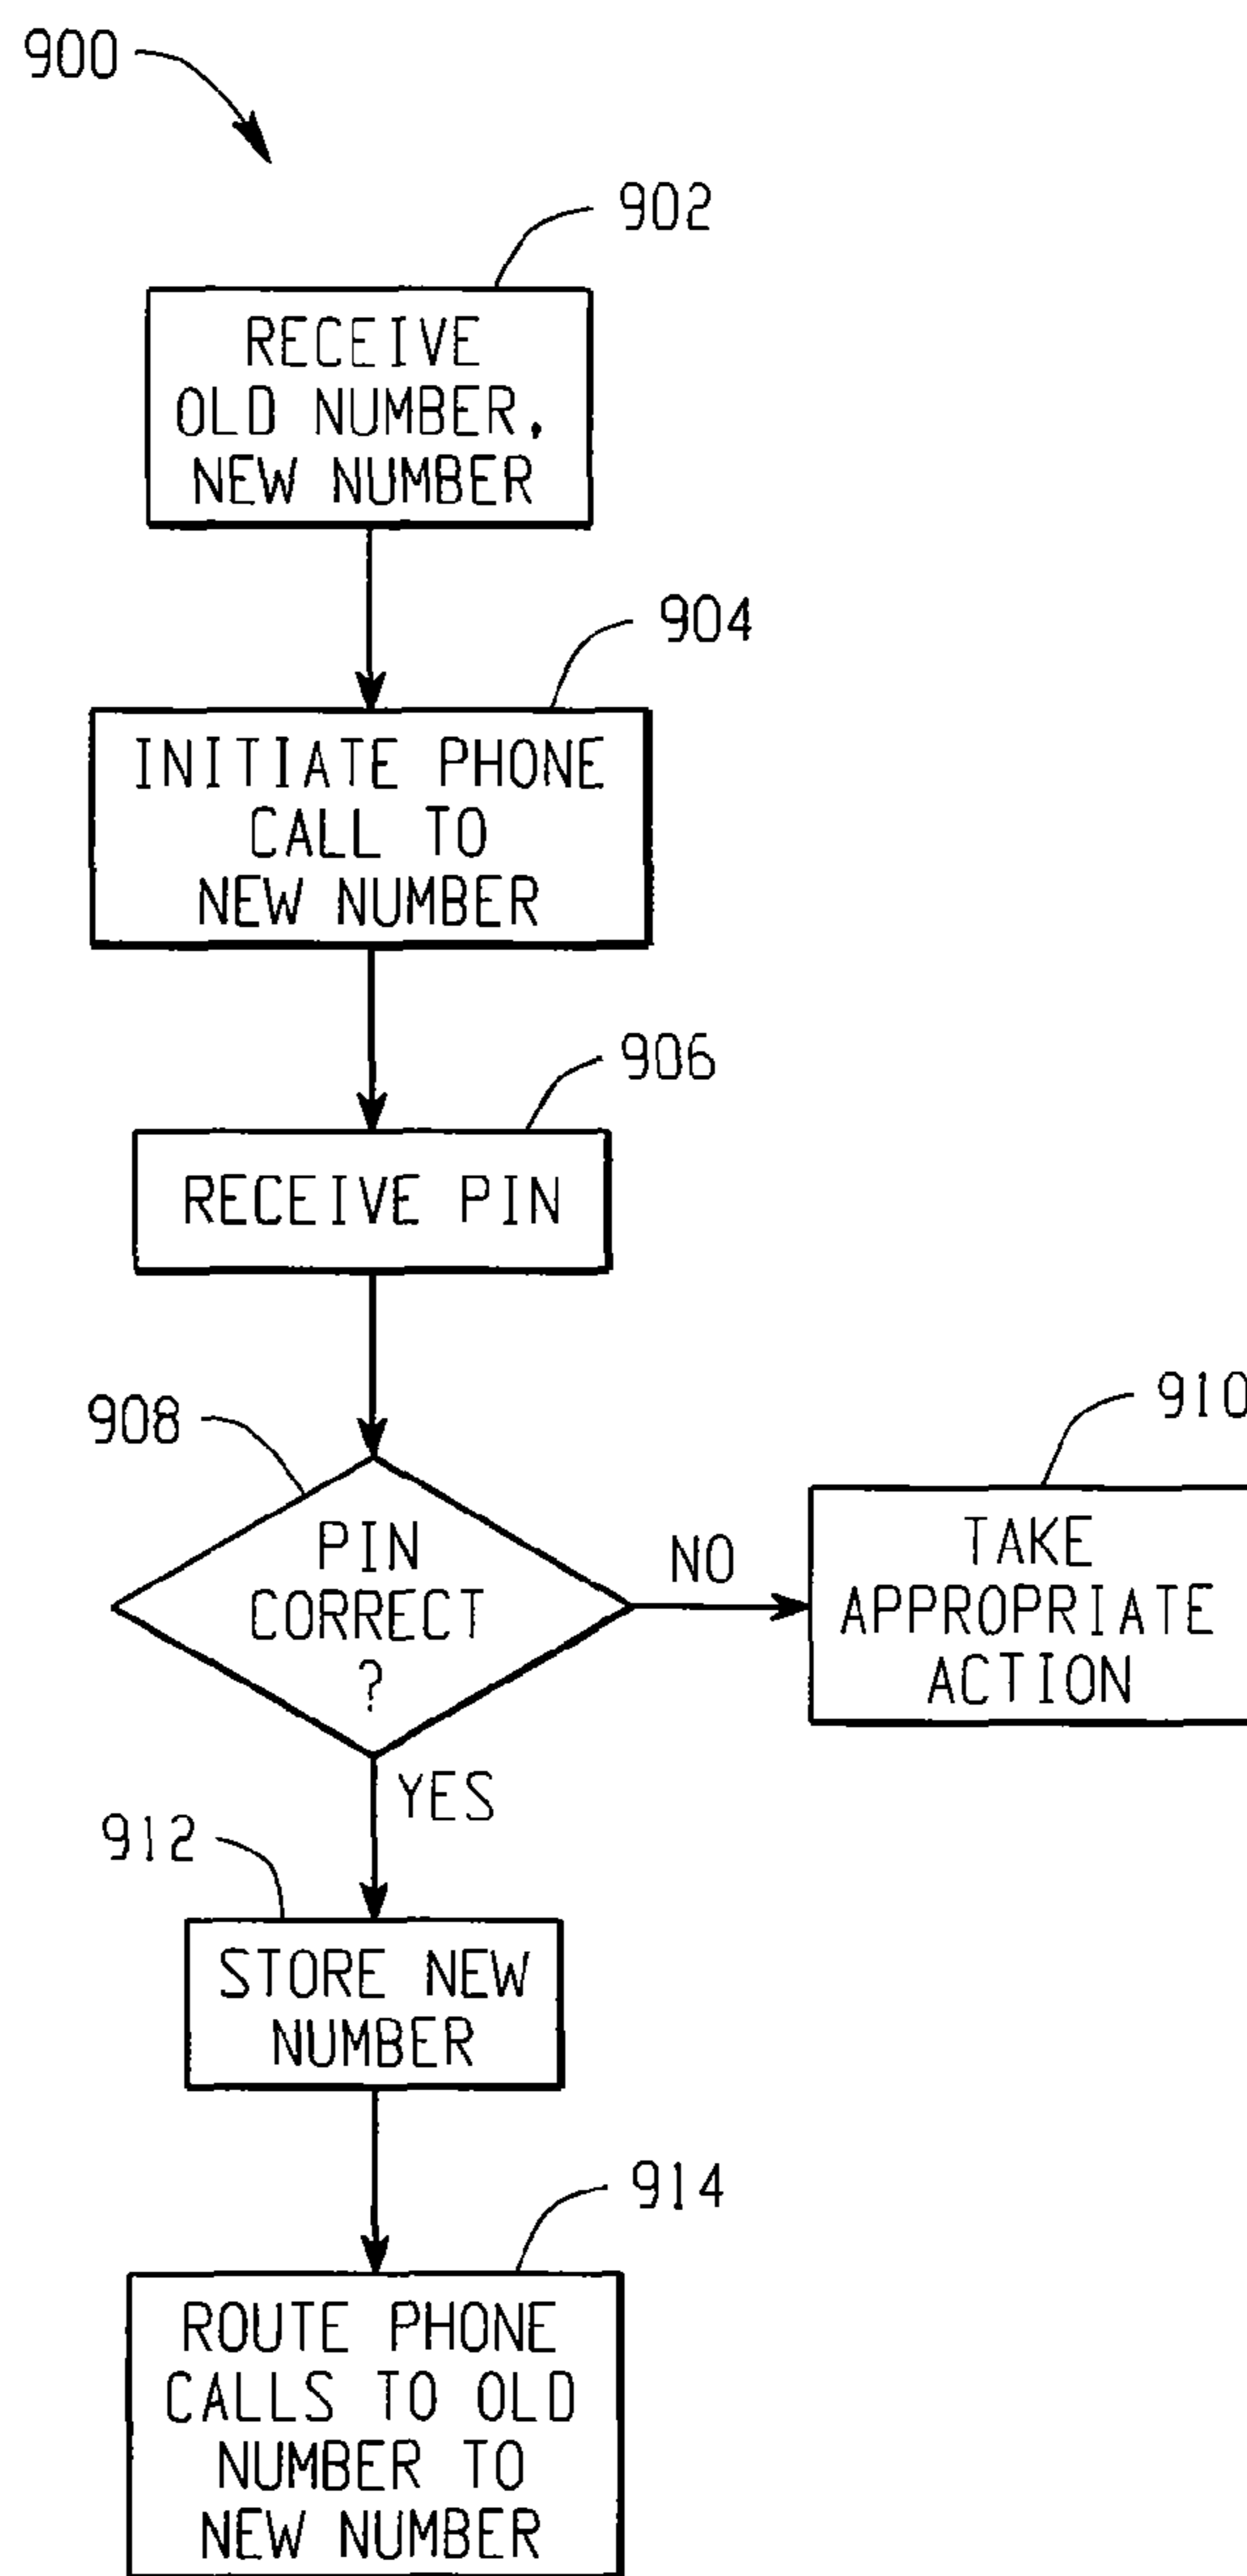 900
902
RECEIVE
OLD NUMBER,
NEW NUMBER
904
INITIATE PHONE
CALL TO
NEW NUMBER
906
RECEIVE PIN
908
PIN
CORRECT
?
NO
910
TAKE
APPROPRIATE
ACTION
YES
912
STORE NEW
NUMBER
914
ROUTE PHONE
CALLS TO OLD
NUMBER TO
NEW NUMBER